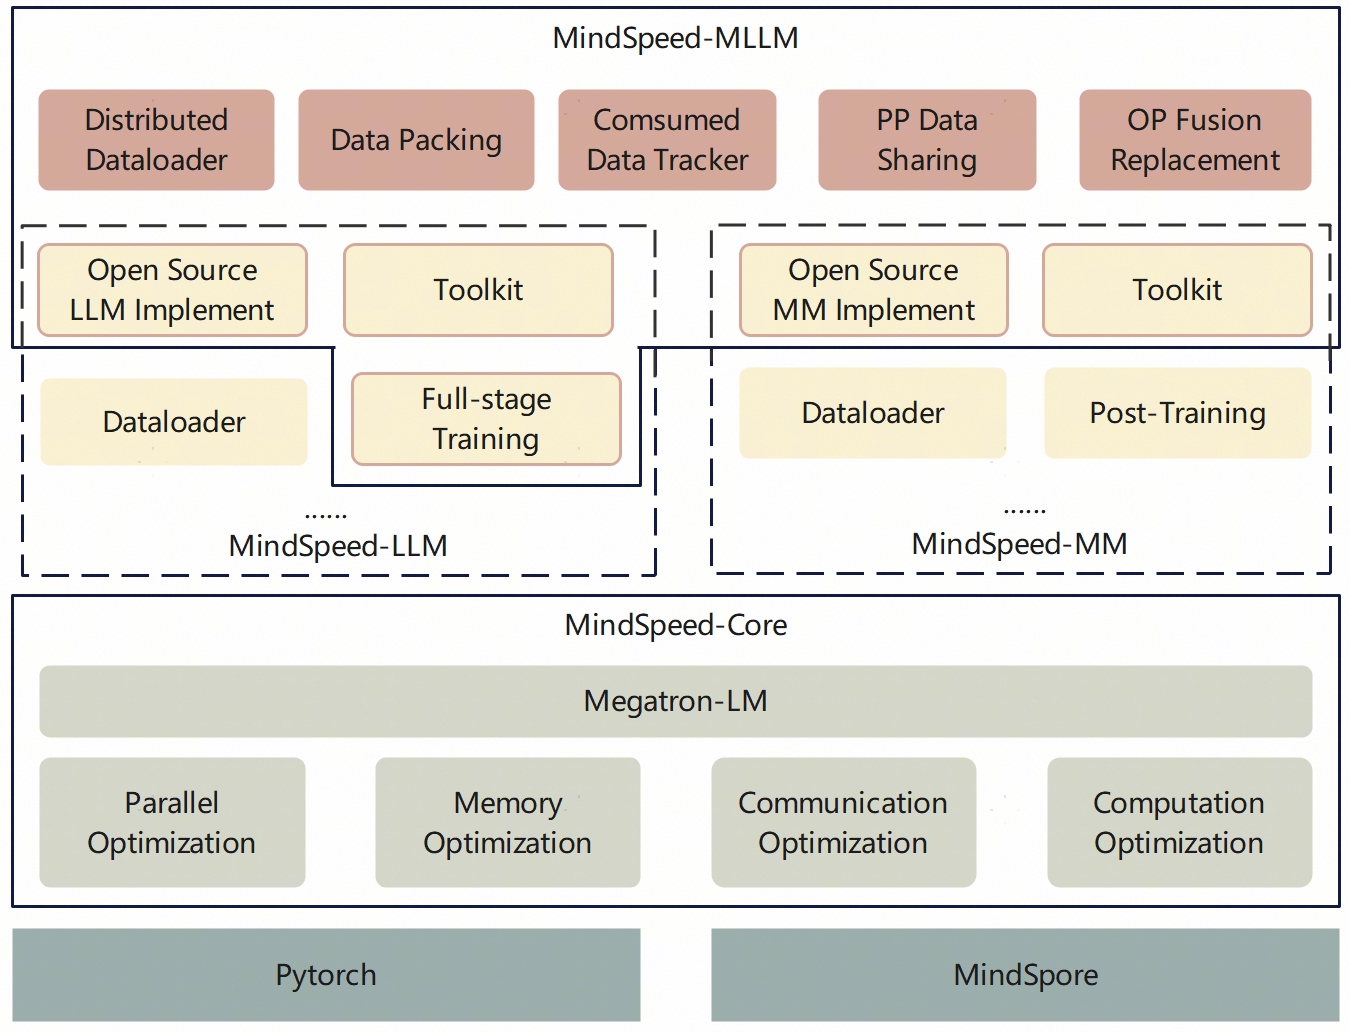 MindSpeed-MLLM
Distributed
Dataloader
Data Packing
Comsumed
Data Tracker
PP Data
Sharing
OP Fusion
Replacement
Open Source
LLM Implement
Toolkit
Open Source
MM Implement
Toolkit
Dataloader
Full-stage
Training
Dataloader
Post-Training
......
MindSpeed-LLM
......
MindSpeed-MM
MindSpeed-Core
Megatron-LM
Parallel
Optimization
Memory
Optimization
Communication
Optimization
Computation
Optimization
Pytorch
MindSpore